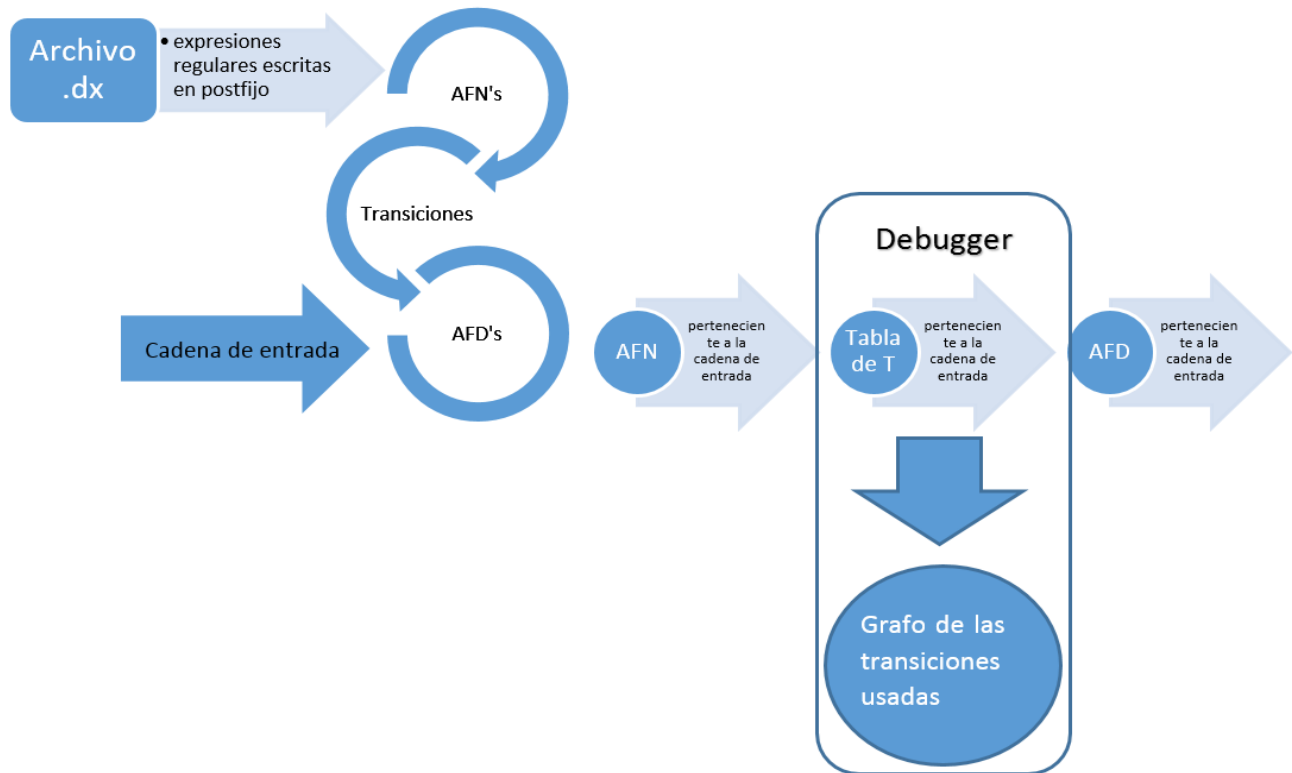 Archivo
.dx
• expresiones
regulares escritas
en postfijo
AFN's
Transiciones
AFD's
Cadena de entrada
AFN
pertenecien
te a la
cadena de
entrada
Debugger
Tabla
de T
pertenecien
te a la
cadena de
entrada
AFD
pertenecien
te a la
cadena de
entrada
Grafo de las
transiciones
usadas